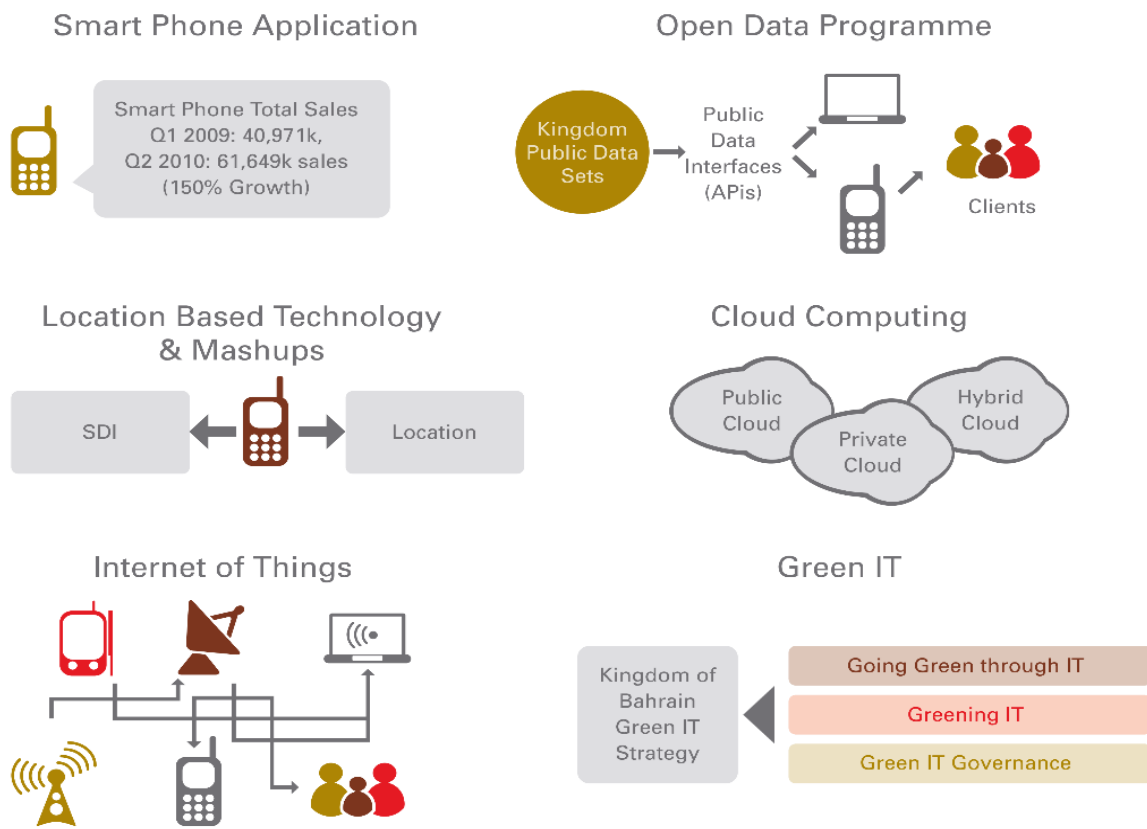 Smart Phone Application
Smart Phone Total Sales
Q1 2009: 40,971k,
Q2 2010: 61,649k sales
(150% Growth)
Open Data Programme
Kingdom
Public Data
Sets
Public
Data
Interfaces
(APis)
Clients
Location Based Technology
& Mashups
SDI
Location
Cloud Computing
Public
Cloud
Private
Cloud
Hybrid
Cloud
Internet of Things
Green IT
Kingdom of
Bahrain
Green IT
Strategy
Going Green through IT
Greening IT
Green IT Governance